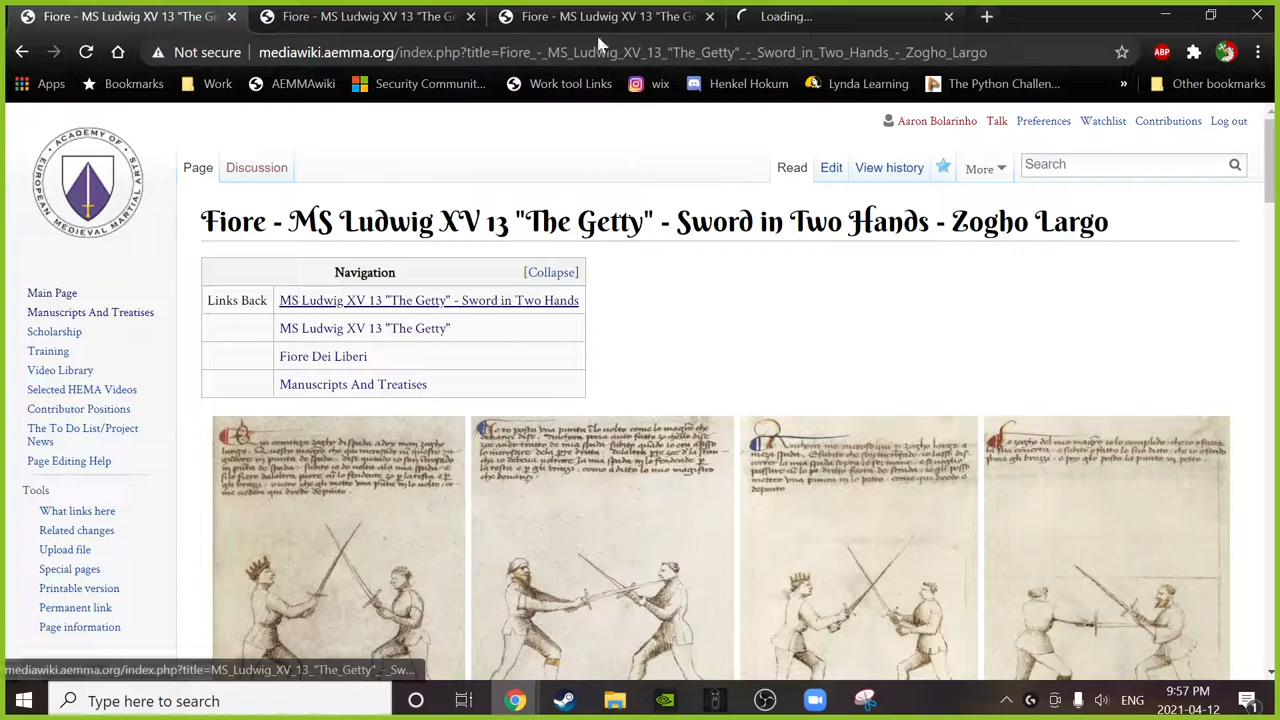 Fiore - MS Ludwig XV 13 "The Ge
Fiore - MS Ludwig XV 13 "The G
Fiore - MS Ludwig XV 13 "The Ge
Loading...
Not secure
mediawiki.aemma.org/index.php?title=Fiore_-_MS_Ludwig_XV_13_"The_Getty"_-_Sword_in_Two_Hands_-_Zogho_Largo
ABP
Apps
Bookmarks
Work
AEMMAwiki
Security Communit...
Work tool Links
wix
Henkel Hokum
Lynda Learning
The Python Challen...
»
Other bookmarks
ACADEMY OF EUROPEAN MEDIEVAL MARTIAL ARTS
Aaron Bolarinho
Talk
Preferences
Watchlist
Contributions
Log out
Page
Discussion
Read
Edit
View history
More
Search
Fiore - MS Ludwig XV 13 "The Getty" - Sword in Two Hands - Zogho Largo
Navigation
[Collapse]
Links Back
MS Ludwig XV 13 "The Getty" - Sword in Two Hands
MS Ludwig XV 13 "The Getty"
Fiore Dei Liberi
Manuscripts And Treatises
Main Page
Manuscripts And Treatises
Scholarship
Training
Video Library
Selected HEMA Videos
Contributor Positions
The To Do List/Project
News
Page Editing Help
Tools
What links here
Related changes
Upload file
Special pages
Printable version
Permanent link
Page information
mediawiki.aemma.org/index.php?title=MS_Ludwig_XV_13_"The_Getty"_-_Sw...
Type here to search
ENG
9:57 PM
2021-04-12
1